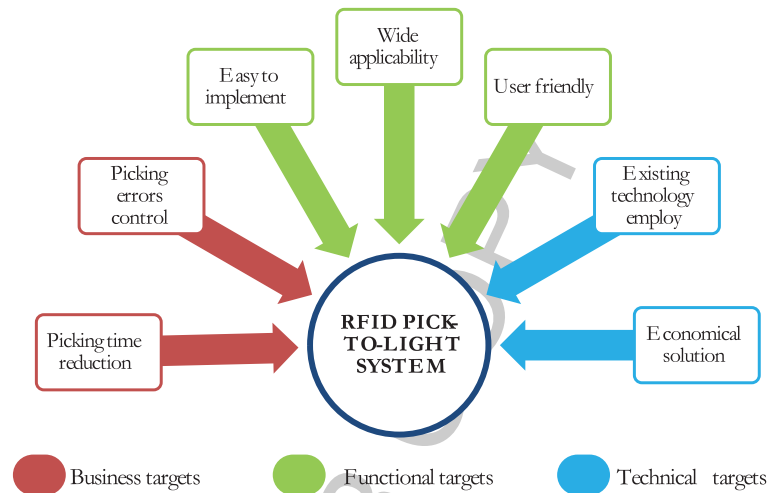 Wide
applicability
Easy to
implement
User friendly
Picking
errors
control
Existing
technology
employ
Picking time
reduction
RFID PICK-
TO-LIGHT
SYSTEM
Economical
solution
Business targets
Functional targets
Technical targets